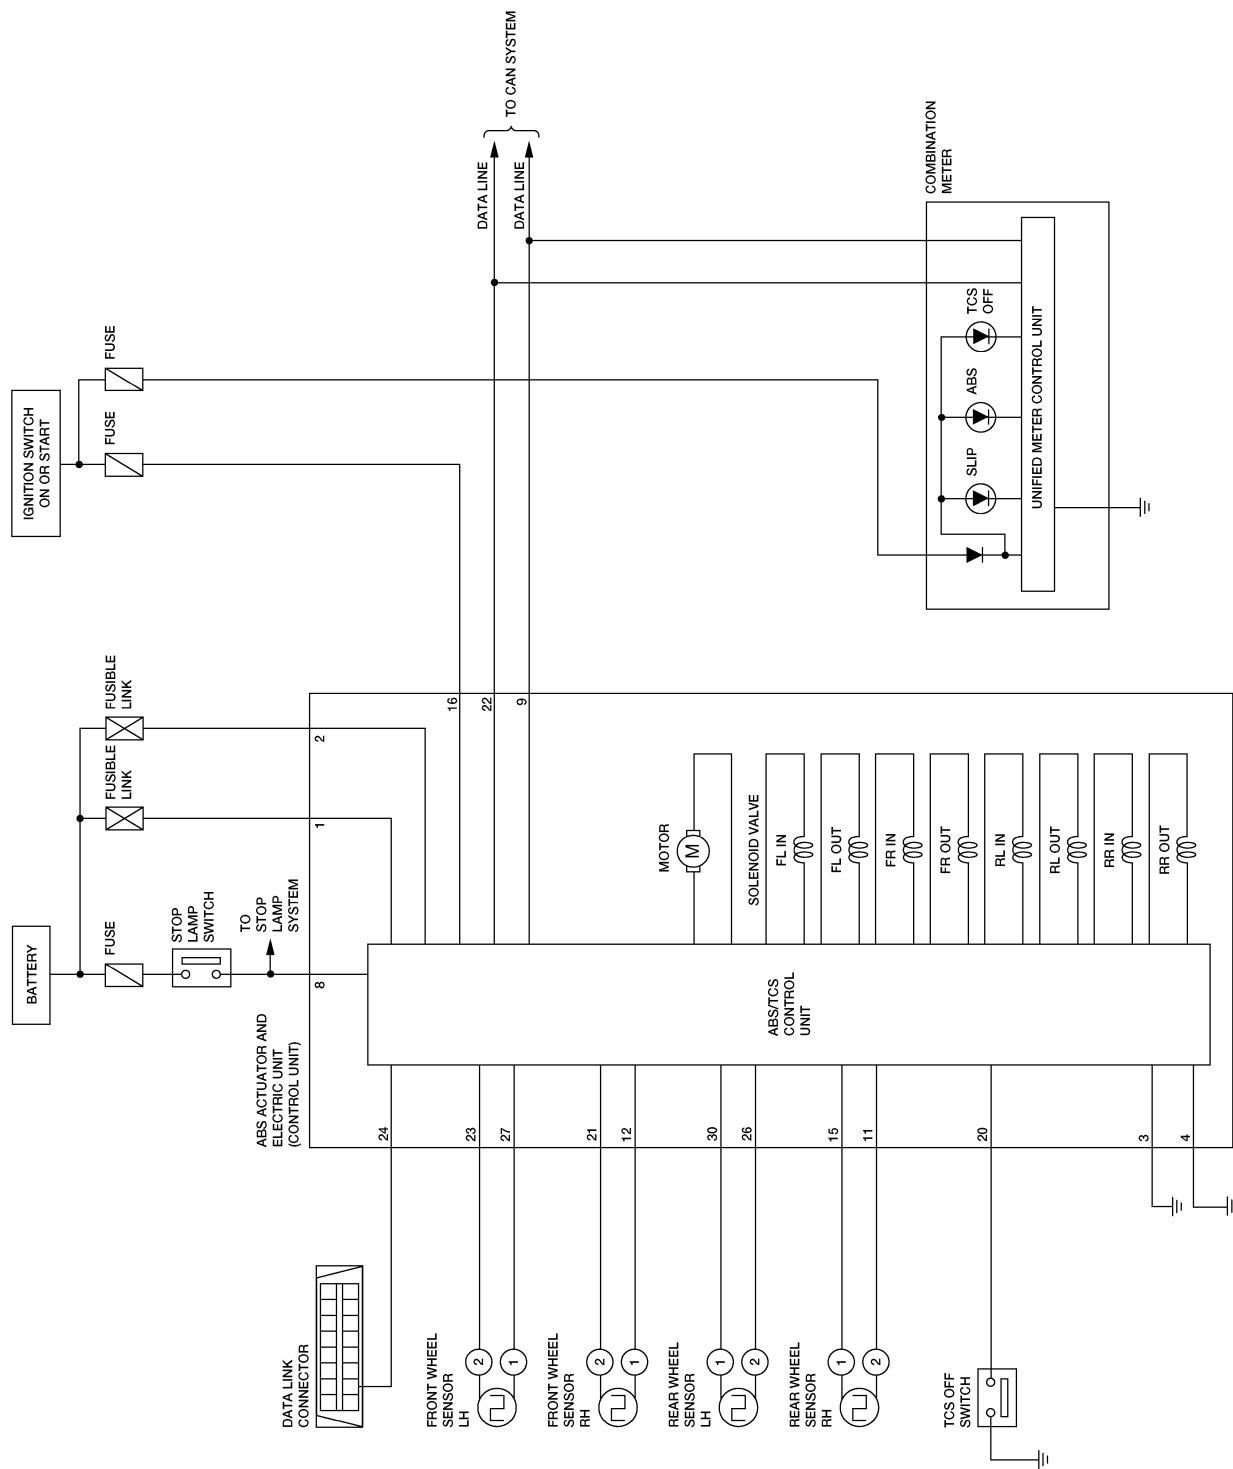 BATTERY
FUSE
FUSIBLE
LINK
FUSIBLE
LINK
IGNITION SWITCH
ON OR START
FUSE
FUSE
STOP
LAMP
SWITCH
TO
STOP
LAMP
SYSTEM
DATA LINE
DATA LINE
TO CAN SYSTEM
ABS ACTUATOR AND
ELECTRIC UNIT
(CONTROL UNIT)
8
1
2
16
22
9
MOTOR
M
SOLENOID VALVE
FL IN
FL OUT
FR IN
FR OUT
RL IN
RL OUT
RR IN
RR OUT
ABS/TCS
CONTROL
UNIT
COMBINATION
METER
SLIP
ABS
TCS
OFF
UNIFIED METER CONTROL UNIT
24
23
27
21
12
30
26
15
11
20
3
4
DATA LINK
CONNECTOR
FRONT WHEEL
SENSOR
LH
2
1
FRONT WHEEL
SENSOR
RH
2
1
REAR WHEEL
SENSOR
LH
1
2
REAR WHEEL
SENSOR
RH
1
2
TCS OFF
SWITCH